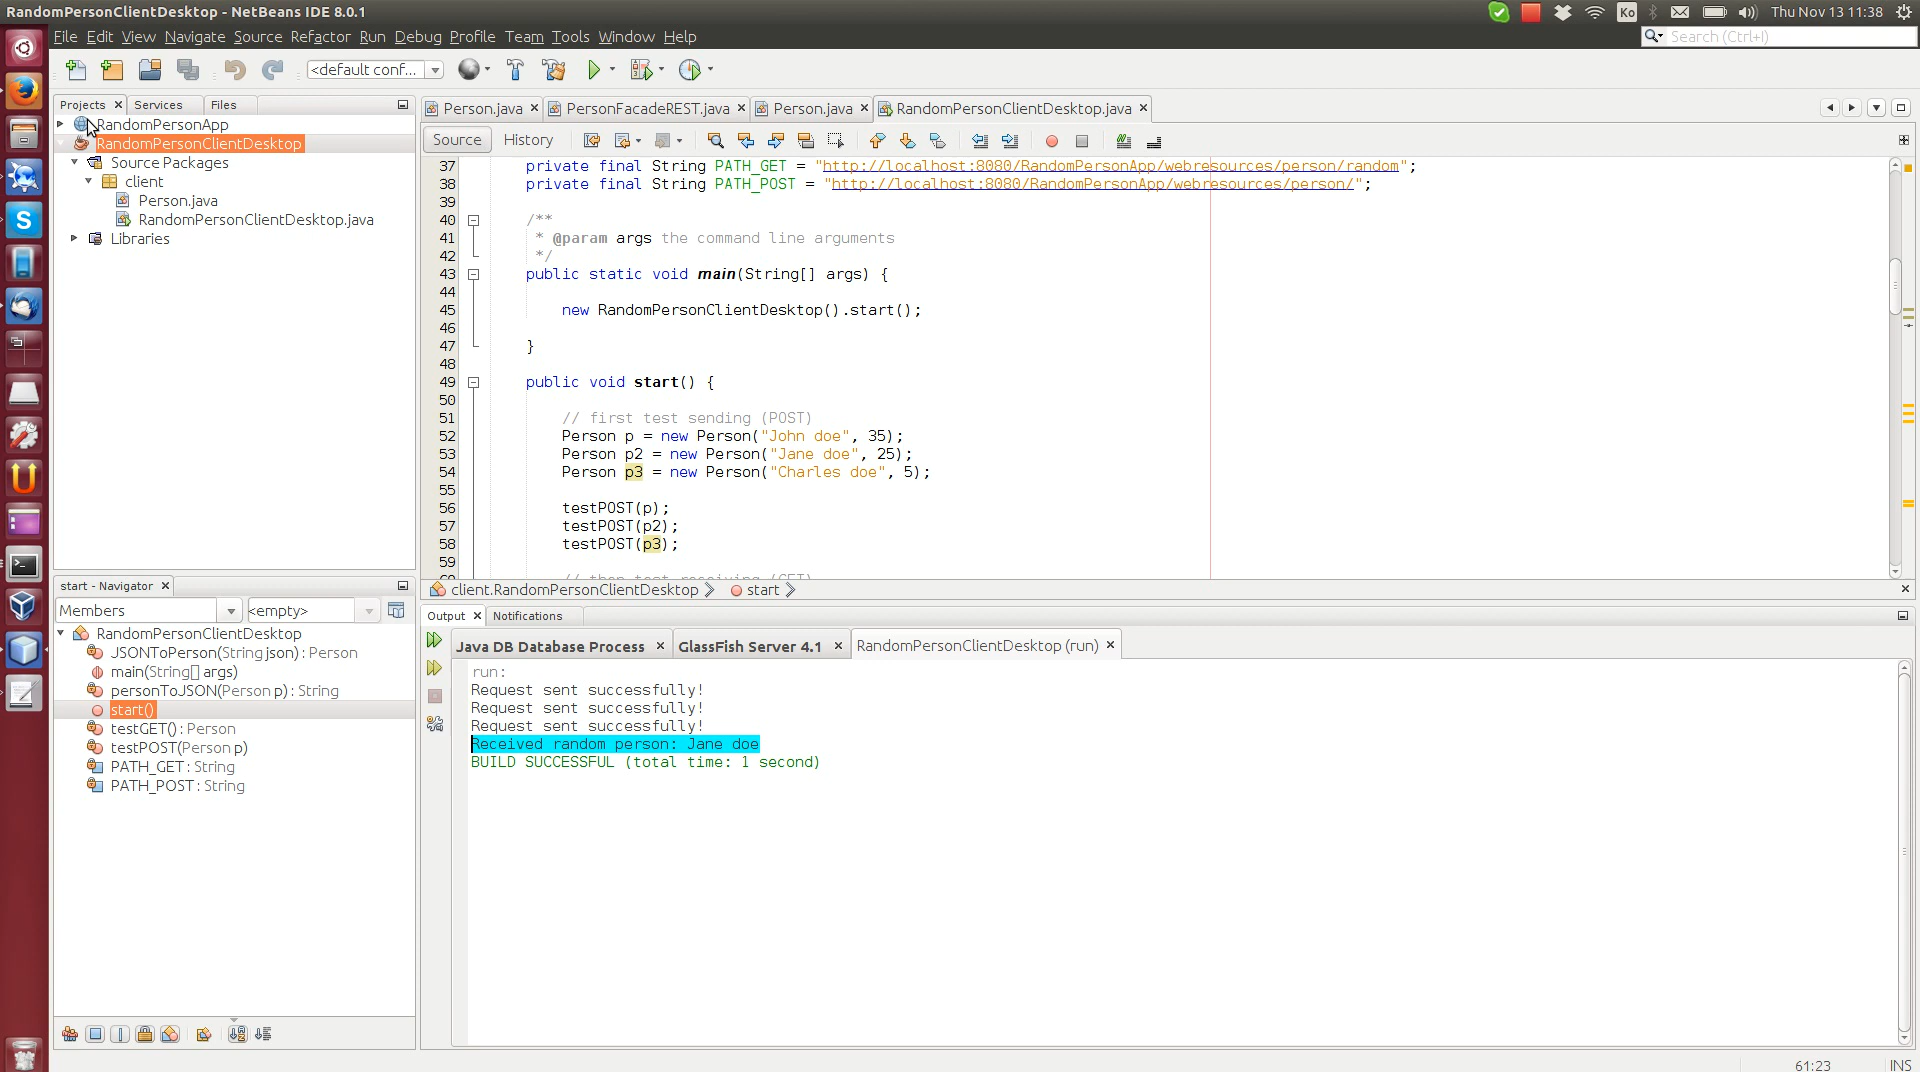 RandomPersonClientDesktop - NetBeans IDE 8.0.1
Ko
Thu Nov 13 11:38
File Edit View Navigate Source Refactor Run Debug Profile Team Tools Window Help
Search (Ctrl+I)
<default conf...
Projects Services Files
RandomPersonApp
RandomPersonClientDesktop
Source Packages
client
Person.java
RandomPersonClientDesktop.java
Libraries
Person.java PersonFacadeREST.java Person.java RandomPersonClientDesktop.java
Source History
37 private final String PATH_GET = "http://localhost:8080/RandomPersonApp/webresources/person/random";
38 private final String PATH_POST = "http://localhost:8080/RandomPersonApp/webresources/person/";
39
40 /**
41 * @param args the command line arguments
42 */
43 public static void main(String[] args) {
44
45 new RandomPersonClientDesktop().start();
46
47 }
48
49 public void start() {
50
51 // first test sending (POST)
52 Person p = new Person("John doe", 35);
53 Person p2 = new Person("Jane doe", 25);
54 Person p3 = new Person("Charles doe", 5);
55
56 testPOST(p);
57 testPOST(p2);
58 testPOST(p3);
59
60 // then test receiving (GET)
client.RandomPersonClientDesktop start
start - Navigator
Members <empty>
RandomPersonClientDesktop
JSONToPerson(String json) : Person
main(String[] args)
personToJSON(Person p) : String
start()
testGET() : Person
testPOST(Person p)
PATH_GET : String
PATH_POST : String
Output Notifications
Java DB Database Process GlassFish Server 4.1 RandomPersonClientDesktop (run)
run:
Request sent successfully!
Request sent successfully!
Request sent successfully!
Received random person: Jane doe
BUILD SUCCESSFUL (total time: 1 second)
61:23 INS